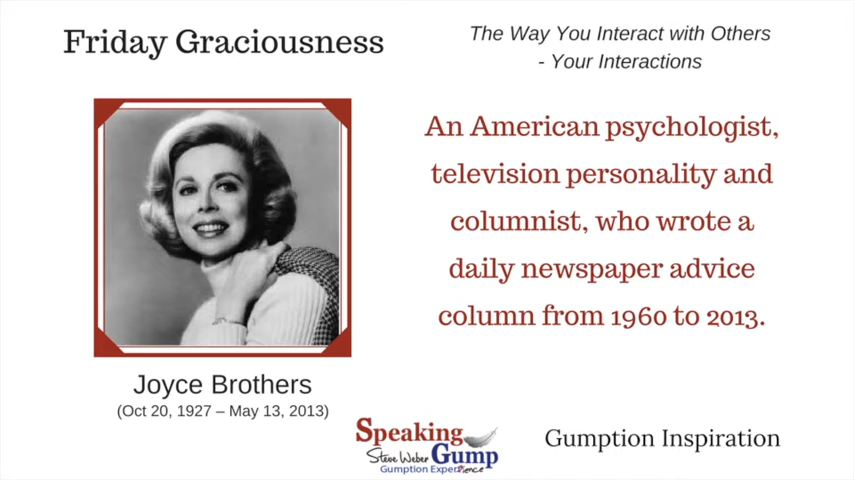 Friday Graciousness
The Way You Interact with Others
- Your Interactions
An American psychologist,
television personality and
columnist, who wrote a
daily newspaper advice
column from 1960 to 2013.
Joyce Brothers
(Oct 20, 1927 – May 13, 2013)
Speaking
Steve Weber Gump
Gumption Experience
Gumption Inspiration